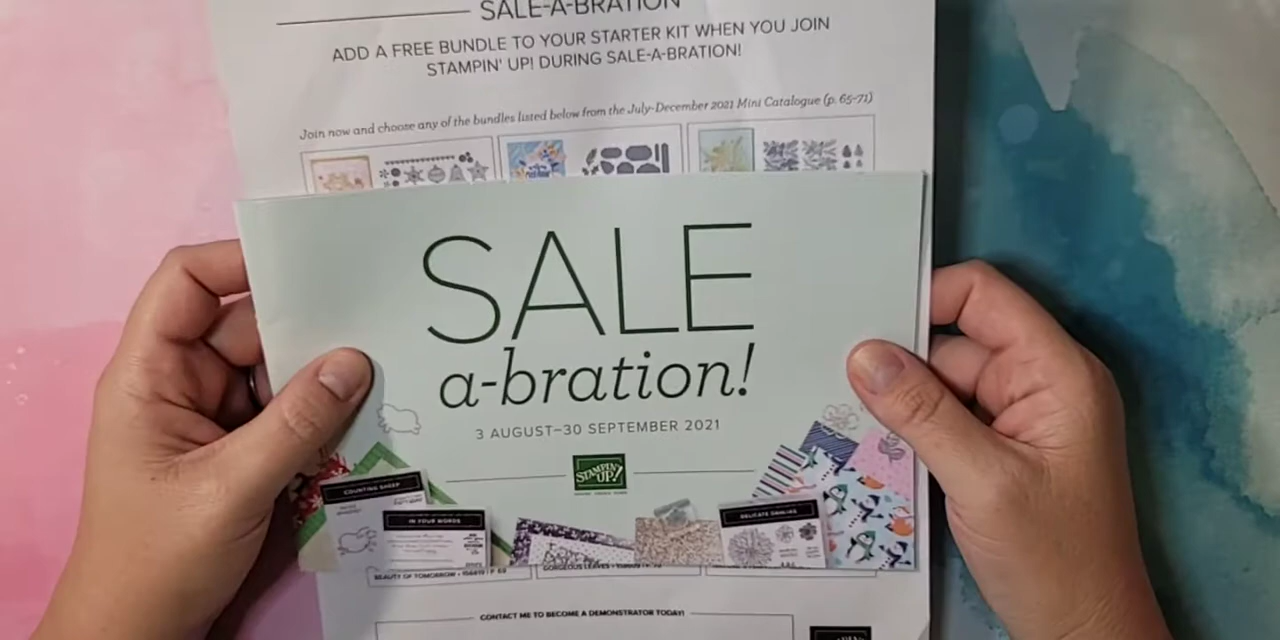 SALE-A-BRATION
ADD A FREE BUNDLE TO YOUR STARTER KIT WHEN YOU JOIN
STAMPIN' UP! DURING SALE-A-BRATION!
Join now and choose any of the bundles listed below from the July-December 2021 Mini Catalogue (p. 65-71)
SALE
a-bration!
3 AUGUST–30 SEPTEMBER 2021
STAMPIN' UP!
COUNTING SHEEP
IN YOUR WORDS
DELICATE DAHLIAS
BEAUTY OF TOMORROW •
GORGEOUS LEAVES •
CONTACT ME TO BECOME A DEMONSTRATOR TODAY!